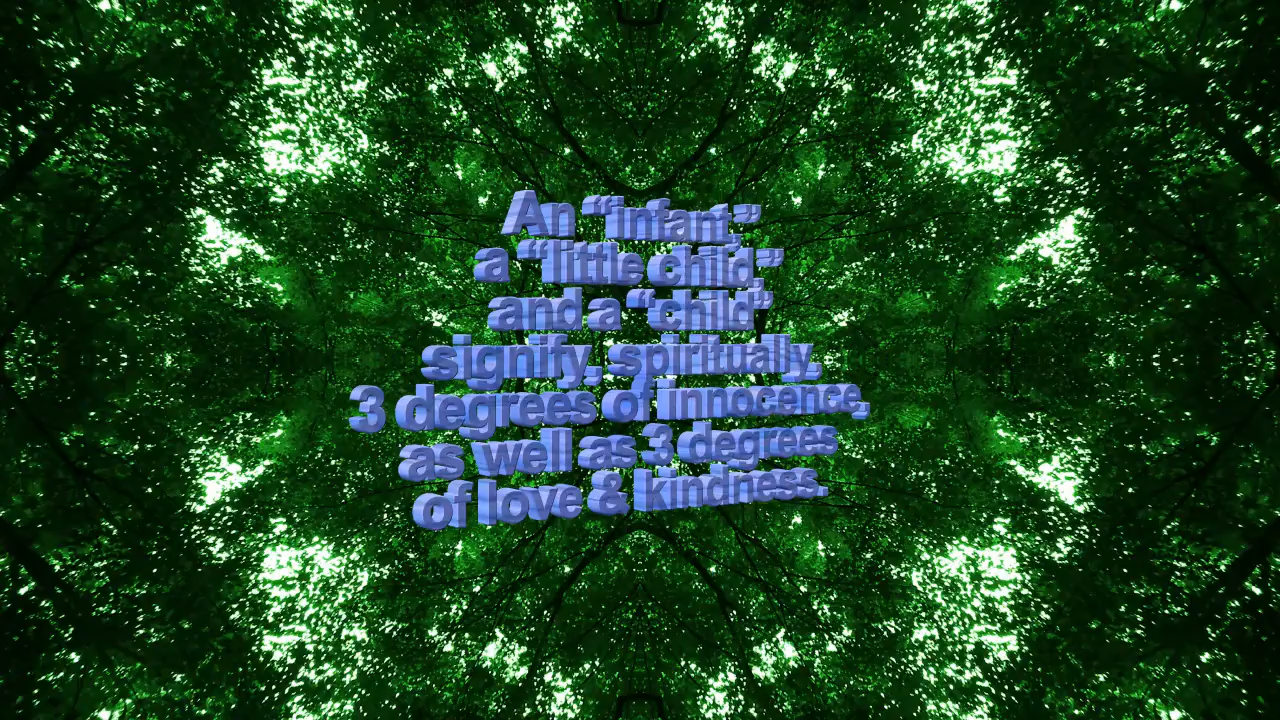 An “infant,”
a “little child,”
and a “child”
signify, spiritually,
3 degrees of innocence,
as well as 3 degrees
of love & kindness.